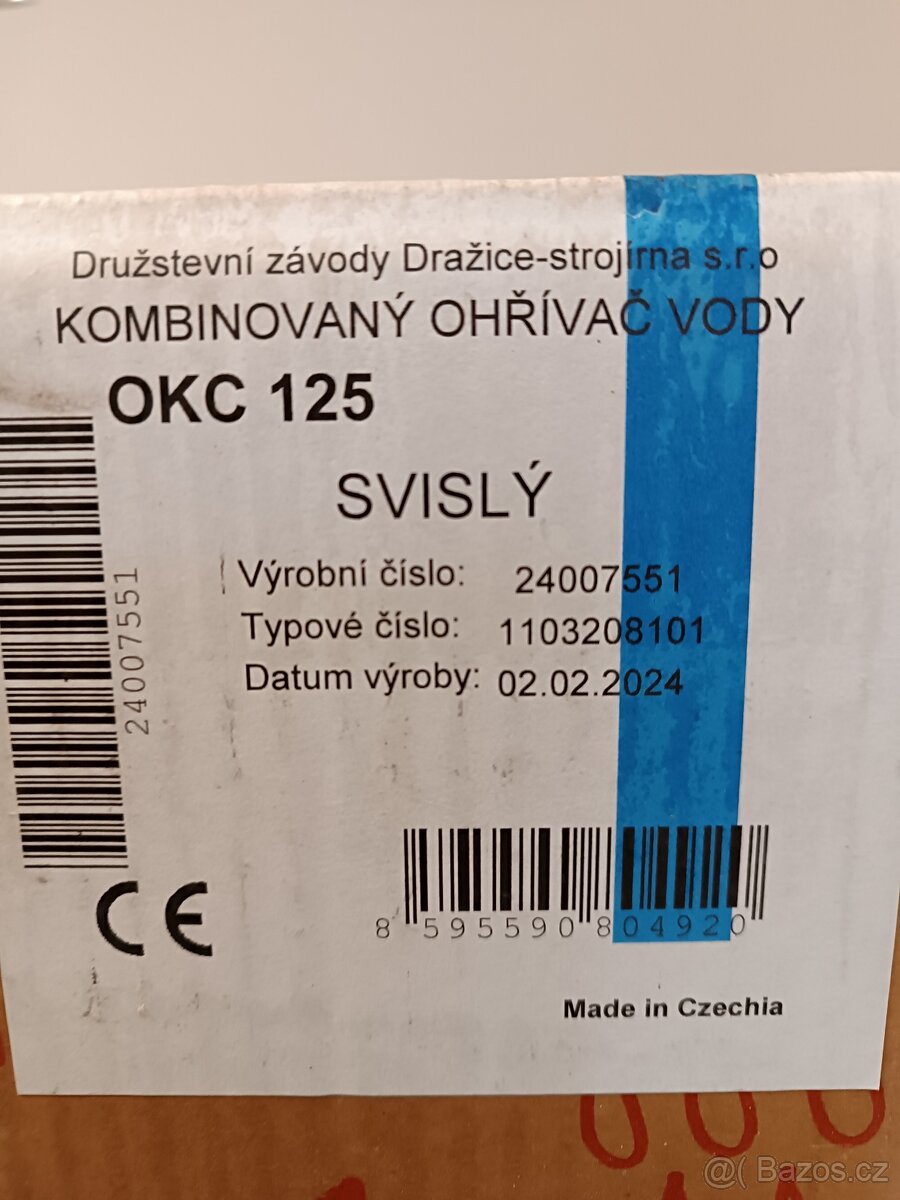 Družstevní závody Dražice-strojírna s.r.o
KOMBINOVANÝ OHŘÍVAČ VODY
OKC 125
SVISLÝ
Výrobní číslo: 24007551
Typové číslo: 1103208101
Datum výroby: 02.02.2024
24007551
CE
8 595590 804920
Made in Czechia
000
@( Bazos.cz